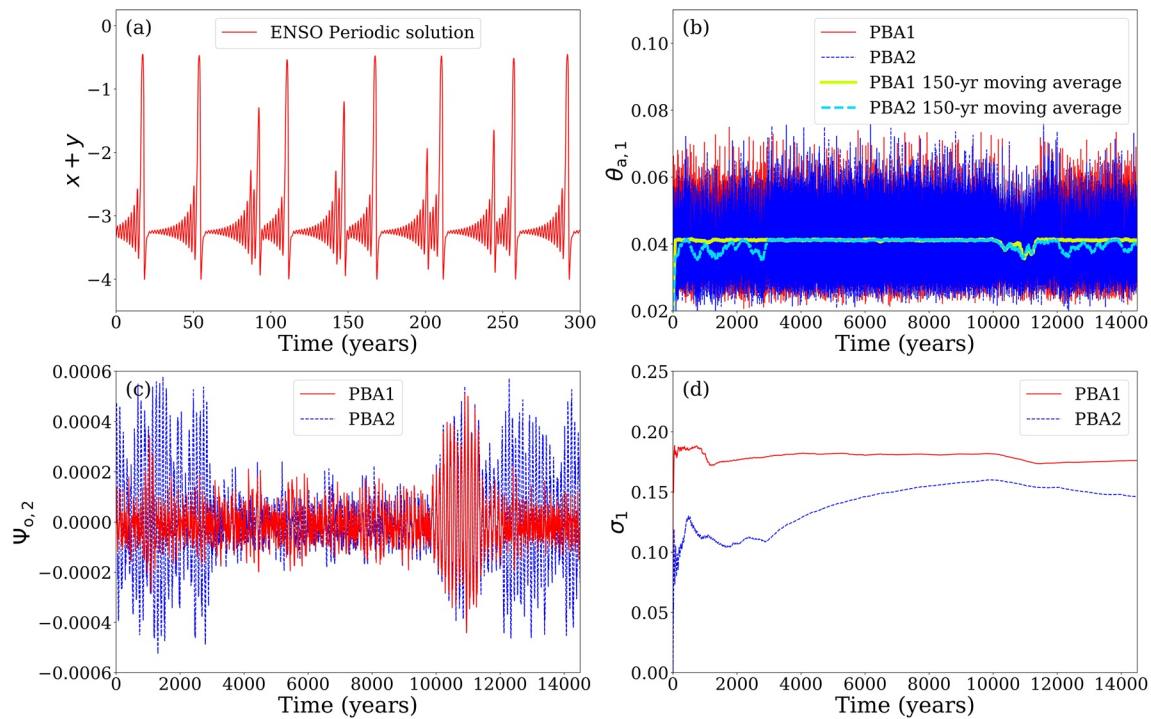 (a)
ENSO Periodic solution
0
−1
−2
−3
−4
x + y
0 50 100 150 200 250 300
Time (years)
(b)
PBA1
PBA2
PBA1 150-yr moving average
PBA2 150-yr moving average
0.10
0.08
0.06
0.04
0.02
θa, 1
0 2000 4000 6000 8000 10000 12000 14000
Time (years)
(c)
PBA1
PBA2
0.0006
0.0004
0.0002
0.0000
−0.0002
−0.0004
−0.0006
Ψo, 2
0 2000 4000 6000 8000 10000 12000 14000
Time (years)
(d)
PBA1
PBA2
0.25
0.20
0.15
0.10
0.05
0.00
σ1
0 2000 4000 6000 8000 10000 12000 14000
Time (years)